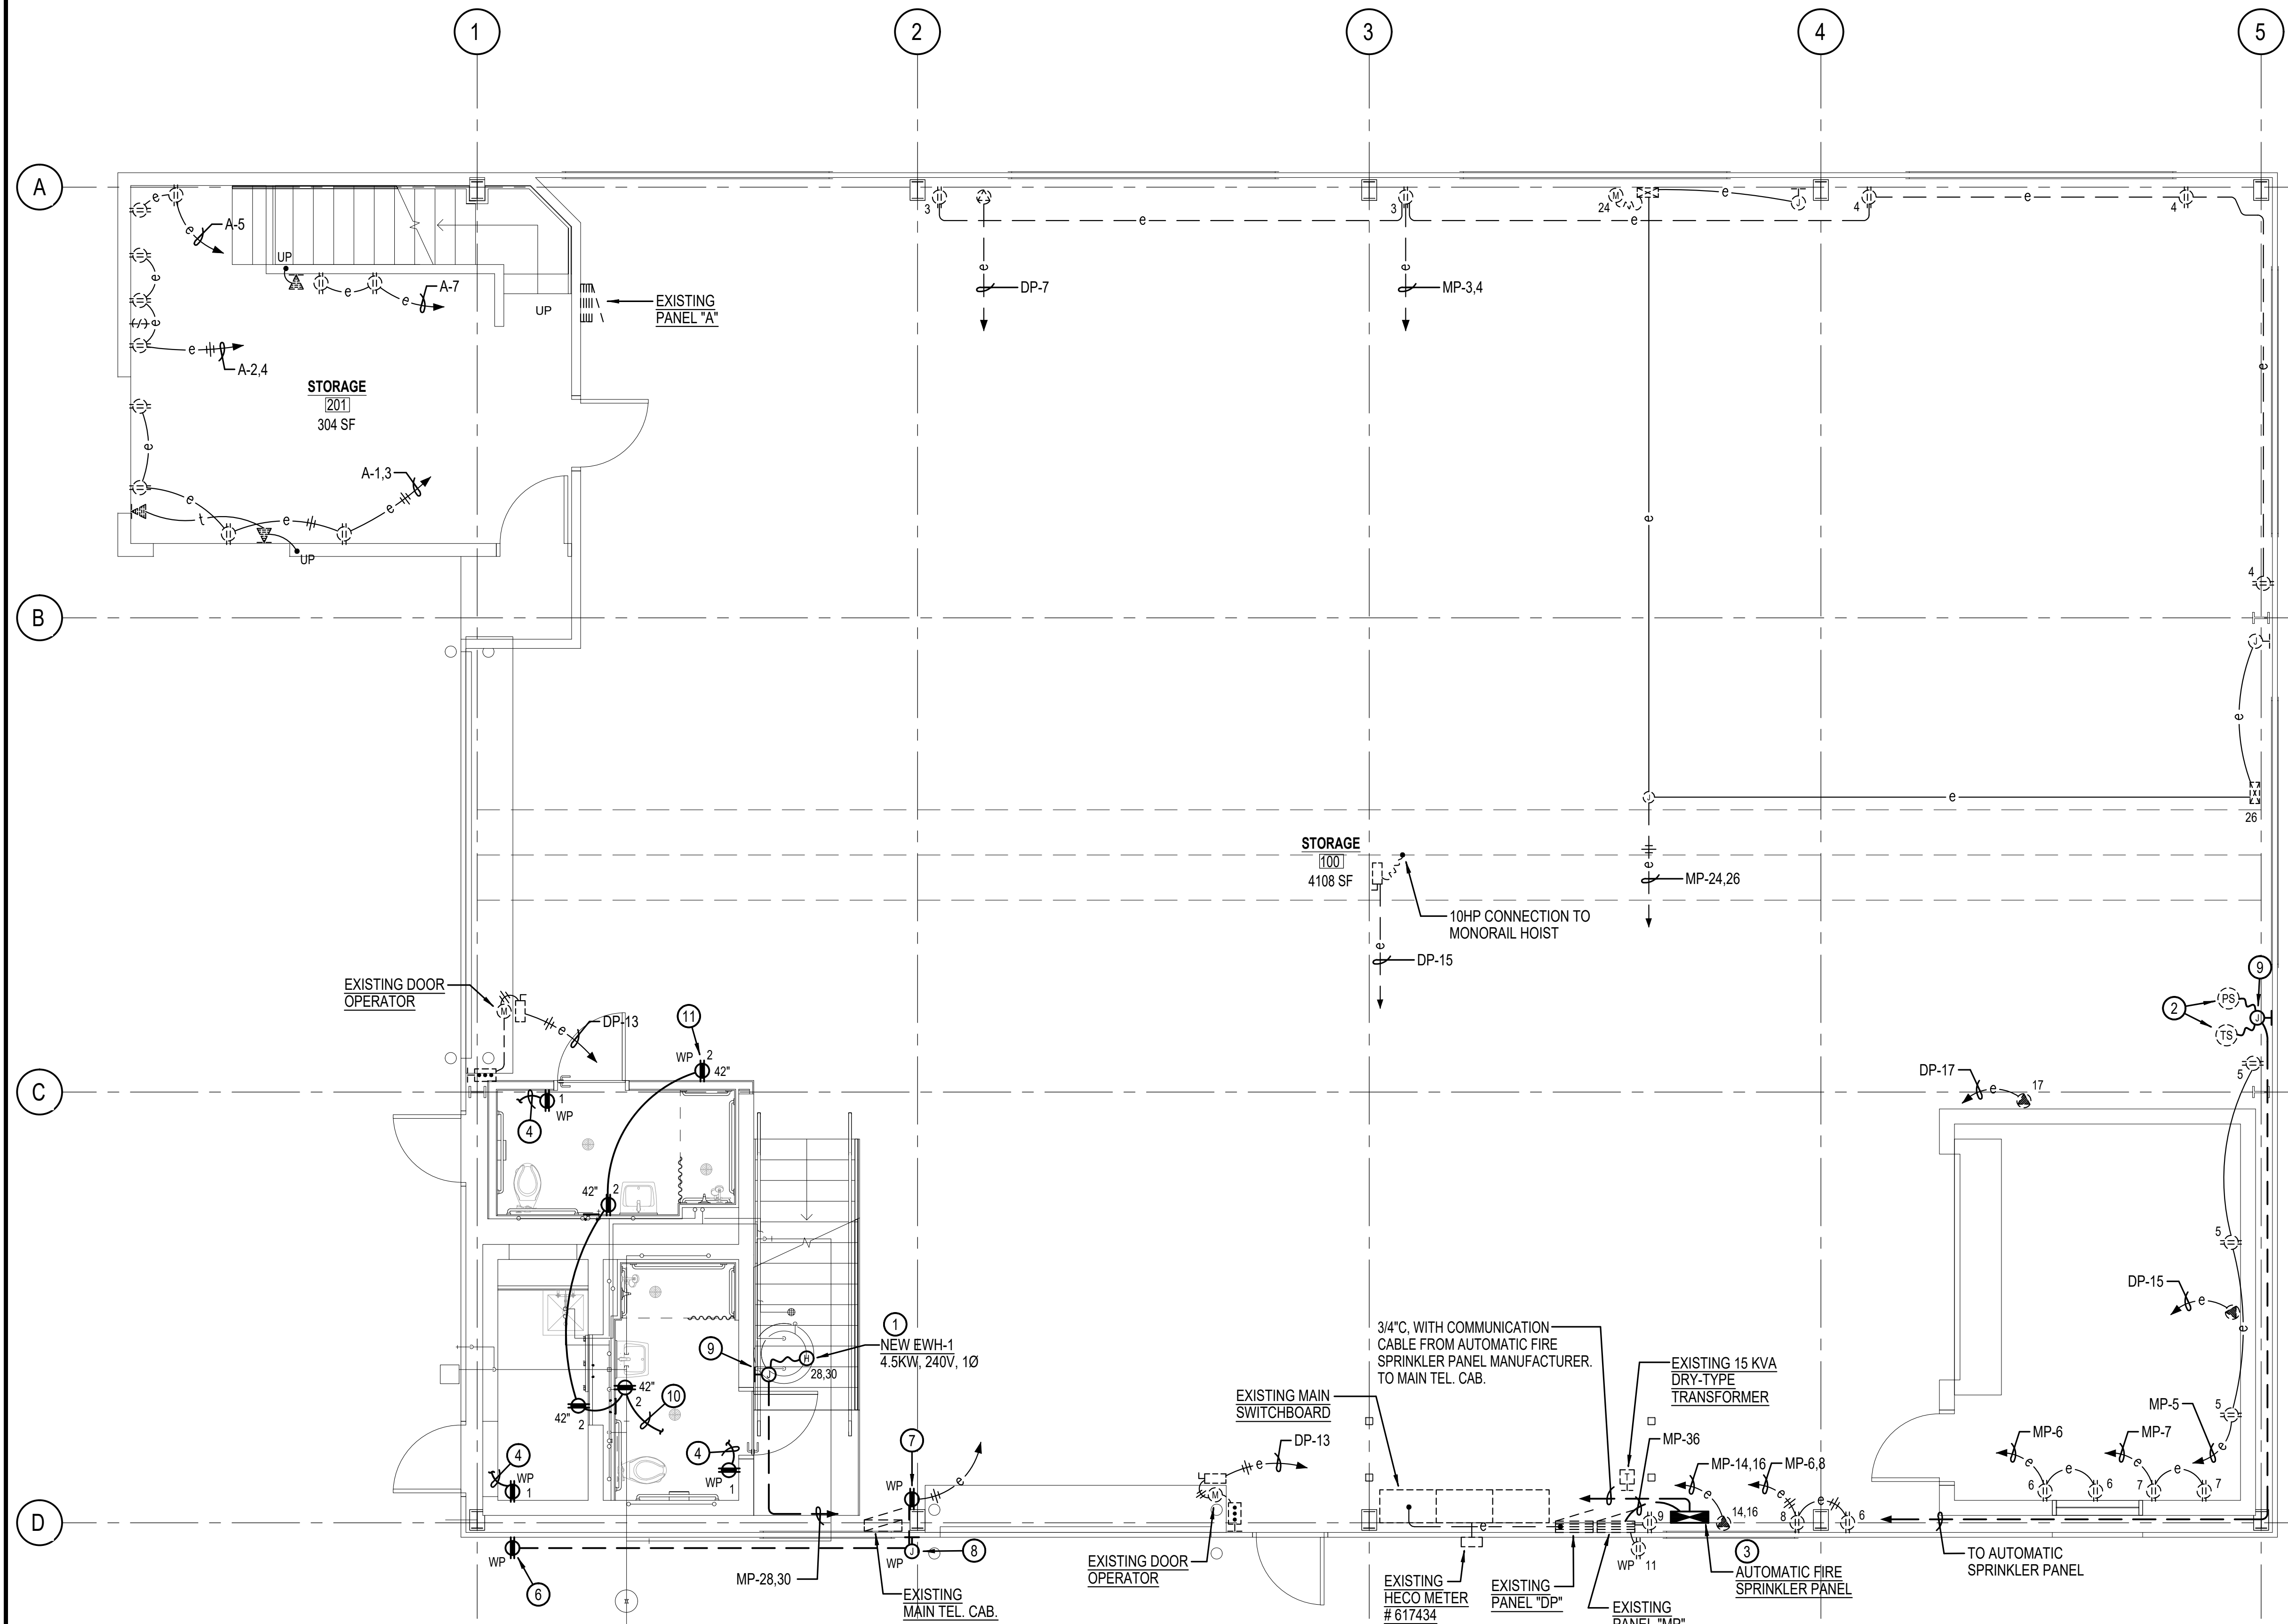 1
2
3
4
5
A
B
C
D
e
A-5
e
UP
e
A-7
e
e
e
EXISTING
PANEL "A"
UP
e
A-2,4
STORAGE
201
304 SF
e
A-1,3
e
e
e
t
UP
3
e
DP-7
e
3
e
MP-3,4
M
24
e
J
e
4
e
4
e
e
4
J
e
26
e
J
e
e
MP-24,26
STORAGE
100
4108 SF
10HP CONNECTION TO
MONORAIL HOIST
e
DP-15
EXISTING DOOR
OPERATOR
M
e
DP-13
11
WP
2
42"
1
WP
4
42"
2
9
2
PS
TS
J
5
DP-17
e
17
5
DP-15
e
e
5
MP-5
e
MP-6
e
e
6
6
MP-7
e
e
7
7
1
NEW EWH-1
4.5KW, 240V, 1Ø
9
H
J
28,30
42"
2
10
42"
2
4
WP
1
4
WP
1
WP
6
MP-28,30
7
WP
e
J
WP
8
EXISTING
MAIN TEL. CAB.
DP-13
e
M
EXISTING DOOR
OPERATOR
3/4"C, WITH COMMUNICATION
CABLE FROM AUTOMATIC FIRE
SPRINKLER PANEL MANUFACTURER.
TO MAIN TEL. CAB.
EXISTING MAIN
SWITCHBOARD
EXISTING 15 KVA
DRY-TYPE
TRANSFORMER
T
MP-36
MP-14,16
e
MP-6,8
e
e
e
9
14,16
8
6
WP
11
3
AUTOMATIC FIRE
SPRINKLER PANEL
TO AUTOMATIC
SPRINKLER PANEL
EXISTING
HECO METER
# 617434
EXISTING
PANEL "DP"
EXISTING
PANEL "MP"